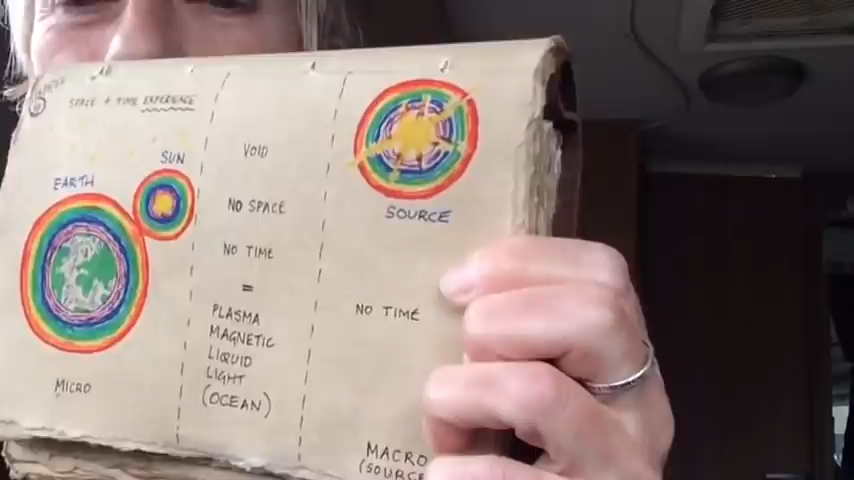 SPACE + TIME EXPERIENCE
EARTH
SUN
MICRO
VOID
NO SPACE
NO TIME
=
PLASMA
MAGNETIC
LIQUID
LIGHT
(OCEAN)
SOURCE
NO TIME
MACRO
(SOURCE